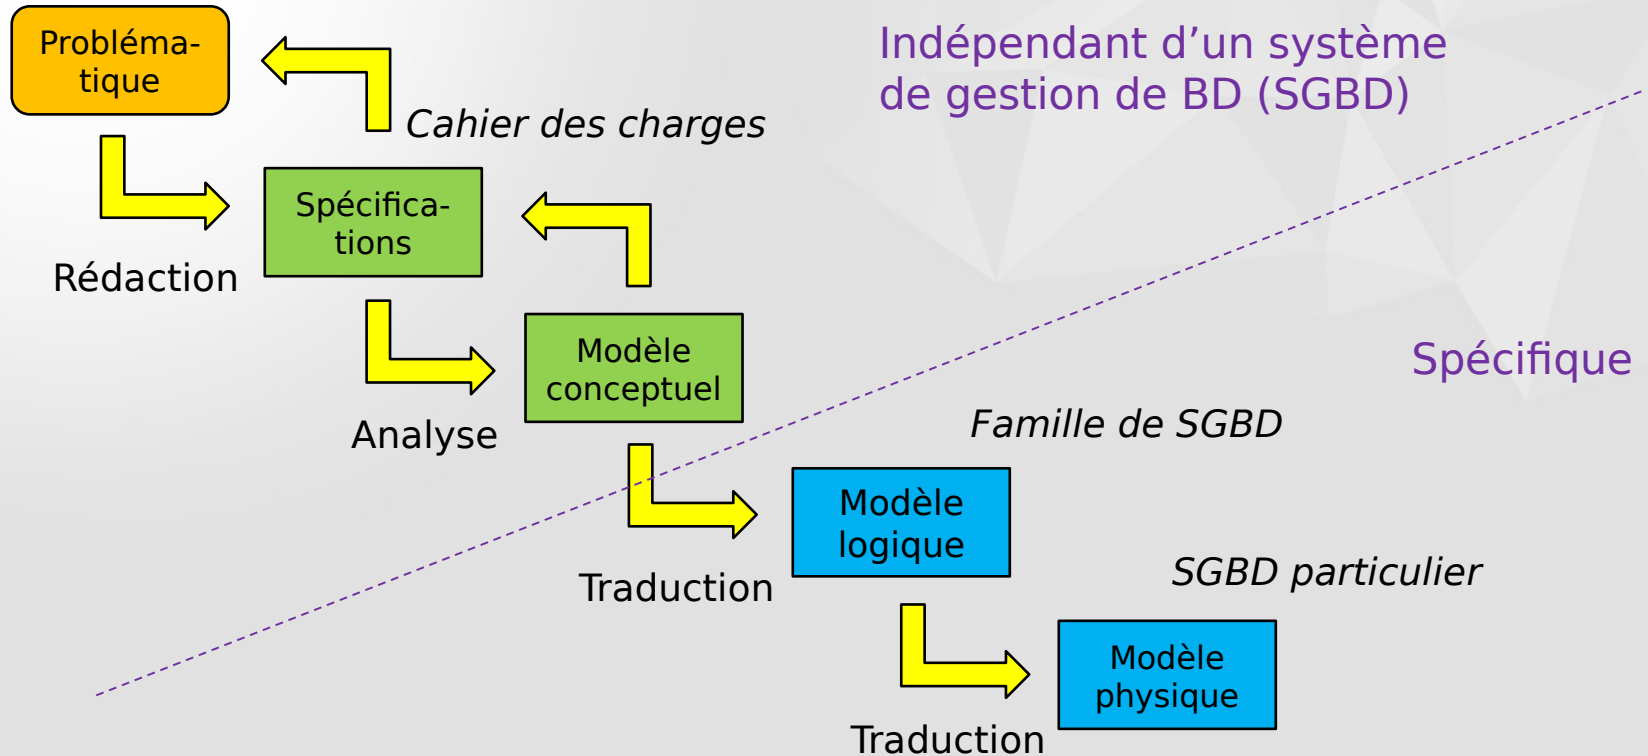 Probléma-
tique
Indépendant d’un système
de gestion de BD (SGBD)
Cahier des charges
Spécifica-
tions
Rédaction
Modèle
conceptuel
Spécifique
Analyse
Famille de SGBD
Modèle
logique
Traduction
SGBD particulier
Modèle
physique
Traduction